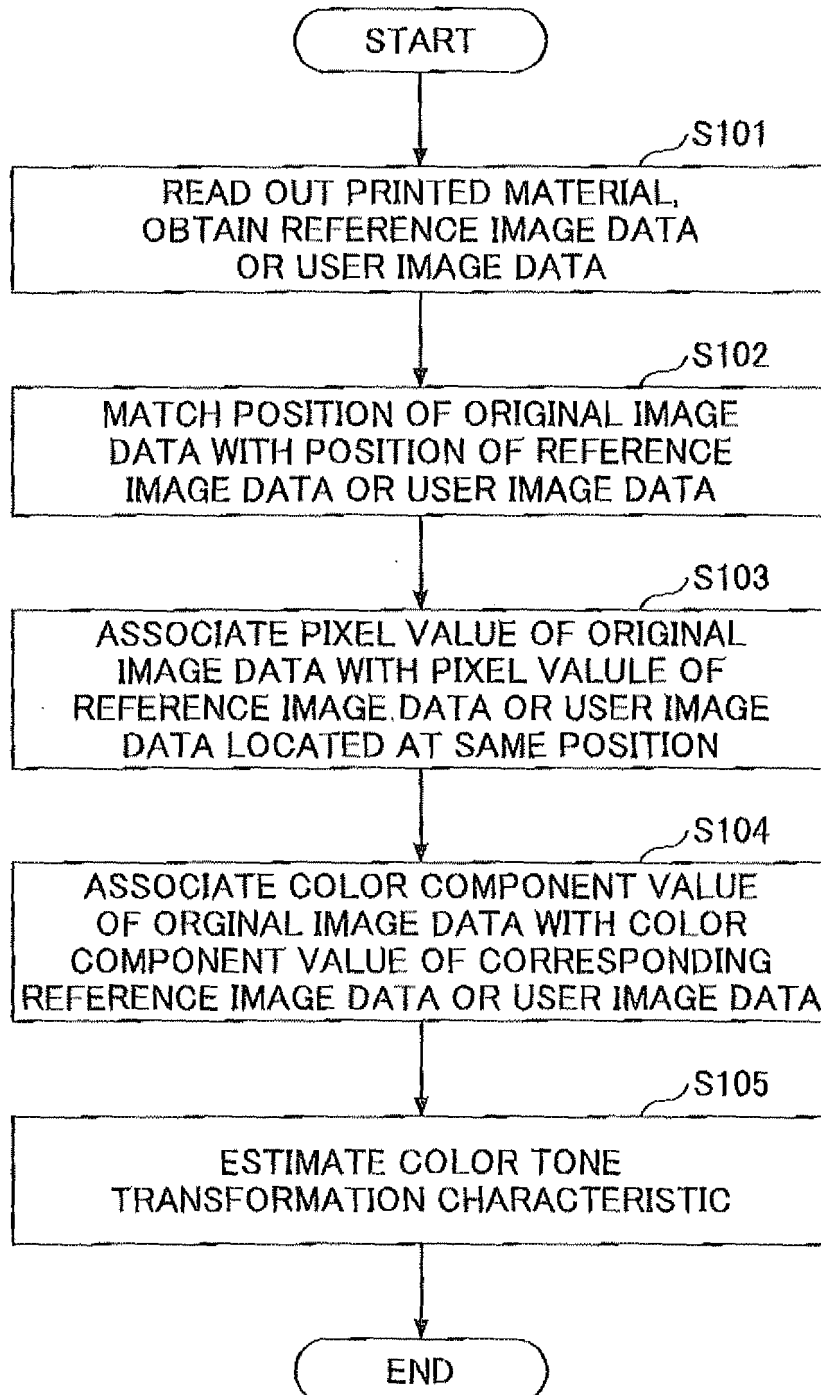 START
S101
READ OUT PRINTED MATERIAL,
OBTAIN REFERENCE IMAGE DATA
OR USER IMAGE DATA
S102
MATCH POSITION OF ORIGINAL IMAGE
DATA WITH POSITION OF REFERENCE
IMAGE DATA OR USER IMAGE DATA
S103
ASSOCIATE PIXEL VALUE OF ORIGINAL
IMAGE DATA WITH PIXEL VALULE OF
REFERENCE IMAGE DATA OR USER IMAGE
DATA LOCATED AT SAME POSITION
S104
ASSOCIATE COLOR COMPONENT VALUE
OF ORGINAL IMAGE DATA WITH COLOR
COMPONENT VALUE OF CORRESPONDING
REFERENCE IMAGE DATA OR USER IMAGE DATA
S105
ESTIMATE COLOR TONE
TRANSFORMATION CHARACTERISTIC
END